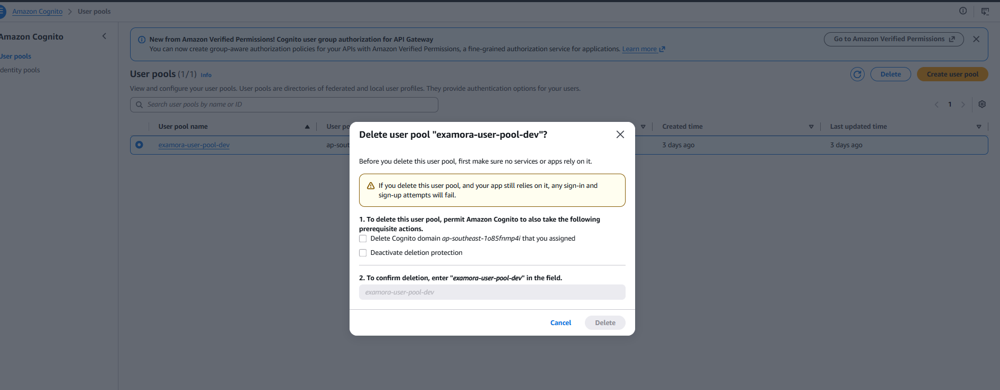 Amazon Cognito > User pools
Amazon Cognito
User pools
Identity pools
New from Amazon Verified Permissions! Cognito user group authorization for API Gateway
You can now create group-aware authorization policies for your APIs with Amazon Verified Permissions, a fine-grained authorization service for applications. Learn more
Go to Amazon Verified Permissions
User pools (1/1) Info
Delete
Create user pool
View and configure your user pools. User pools are directories of federated and local user profiles. They provide authentication options for your users.
Search user pools by name or ID
1
User pool name
User po
Created time
Last updated time
examora-user-pool-dev
ap-sout
3 days ago
3 days ago
Delete user pool "examora-user-pool-dev"?
Before you delete this user pool, first make sure no services or apps rely on it.
If you delete this user pool, and your app still relies on it, any sign-in and
sign-up attempts will fail.
1. To delete this user pool, permit Amazon Cognito to also take the following
prerequisite actions.
Delete Cognito domain ap-southeast-1o85fnmp4i that you assigned
Deactivate deletion protection
2. To confirm deletion, enter "examora-user-pool-dev" in the field.
examora-user-pool-dev
Cancel
Delete